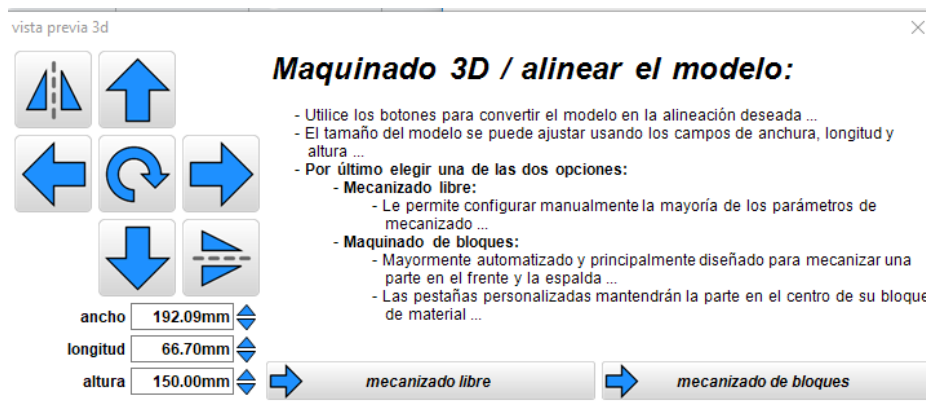 vista previa 3d
Maquinado 3D / alinear el modelo:
- Utilice los botones para convertir el modelo en la alineación deseada ...
- El tamaño del modelo se puede ajustar usando los campos de anchura, longitud y
altura ...
- Por último elegir una de las dos opciones:
- Mecanizado libre:
- Le permite configurar manualmente la mayoría de los parámetros de
mecanizado ...
- Maquinado de bloques:
- Mayormente automatizado y principalmente diseñado para mecanizar una
parte en el frente y la espalda ...
- Las pestañas personalizadas mantendrán la parte en el centro de su bloque
de material ...
ancho 192.09mm
longitud 66.70mm
altura 150.00mm
mecanizado libre
mecanizado de bloques